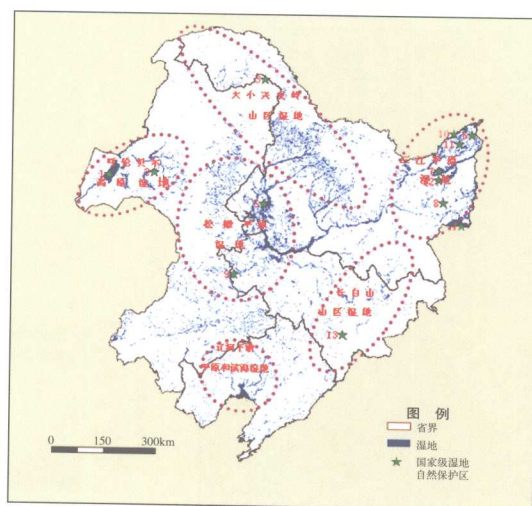 大小兴安岭
山区湿地
呼伦贝尔
高原湿地
三江平原
松嫩平原
湿地
长白山
山区湿地
13
辽河下游
平原和滨海湿地
图 例
省界
湿地
国家级湿地
自然保护区
0 150 300km